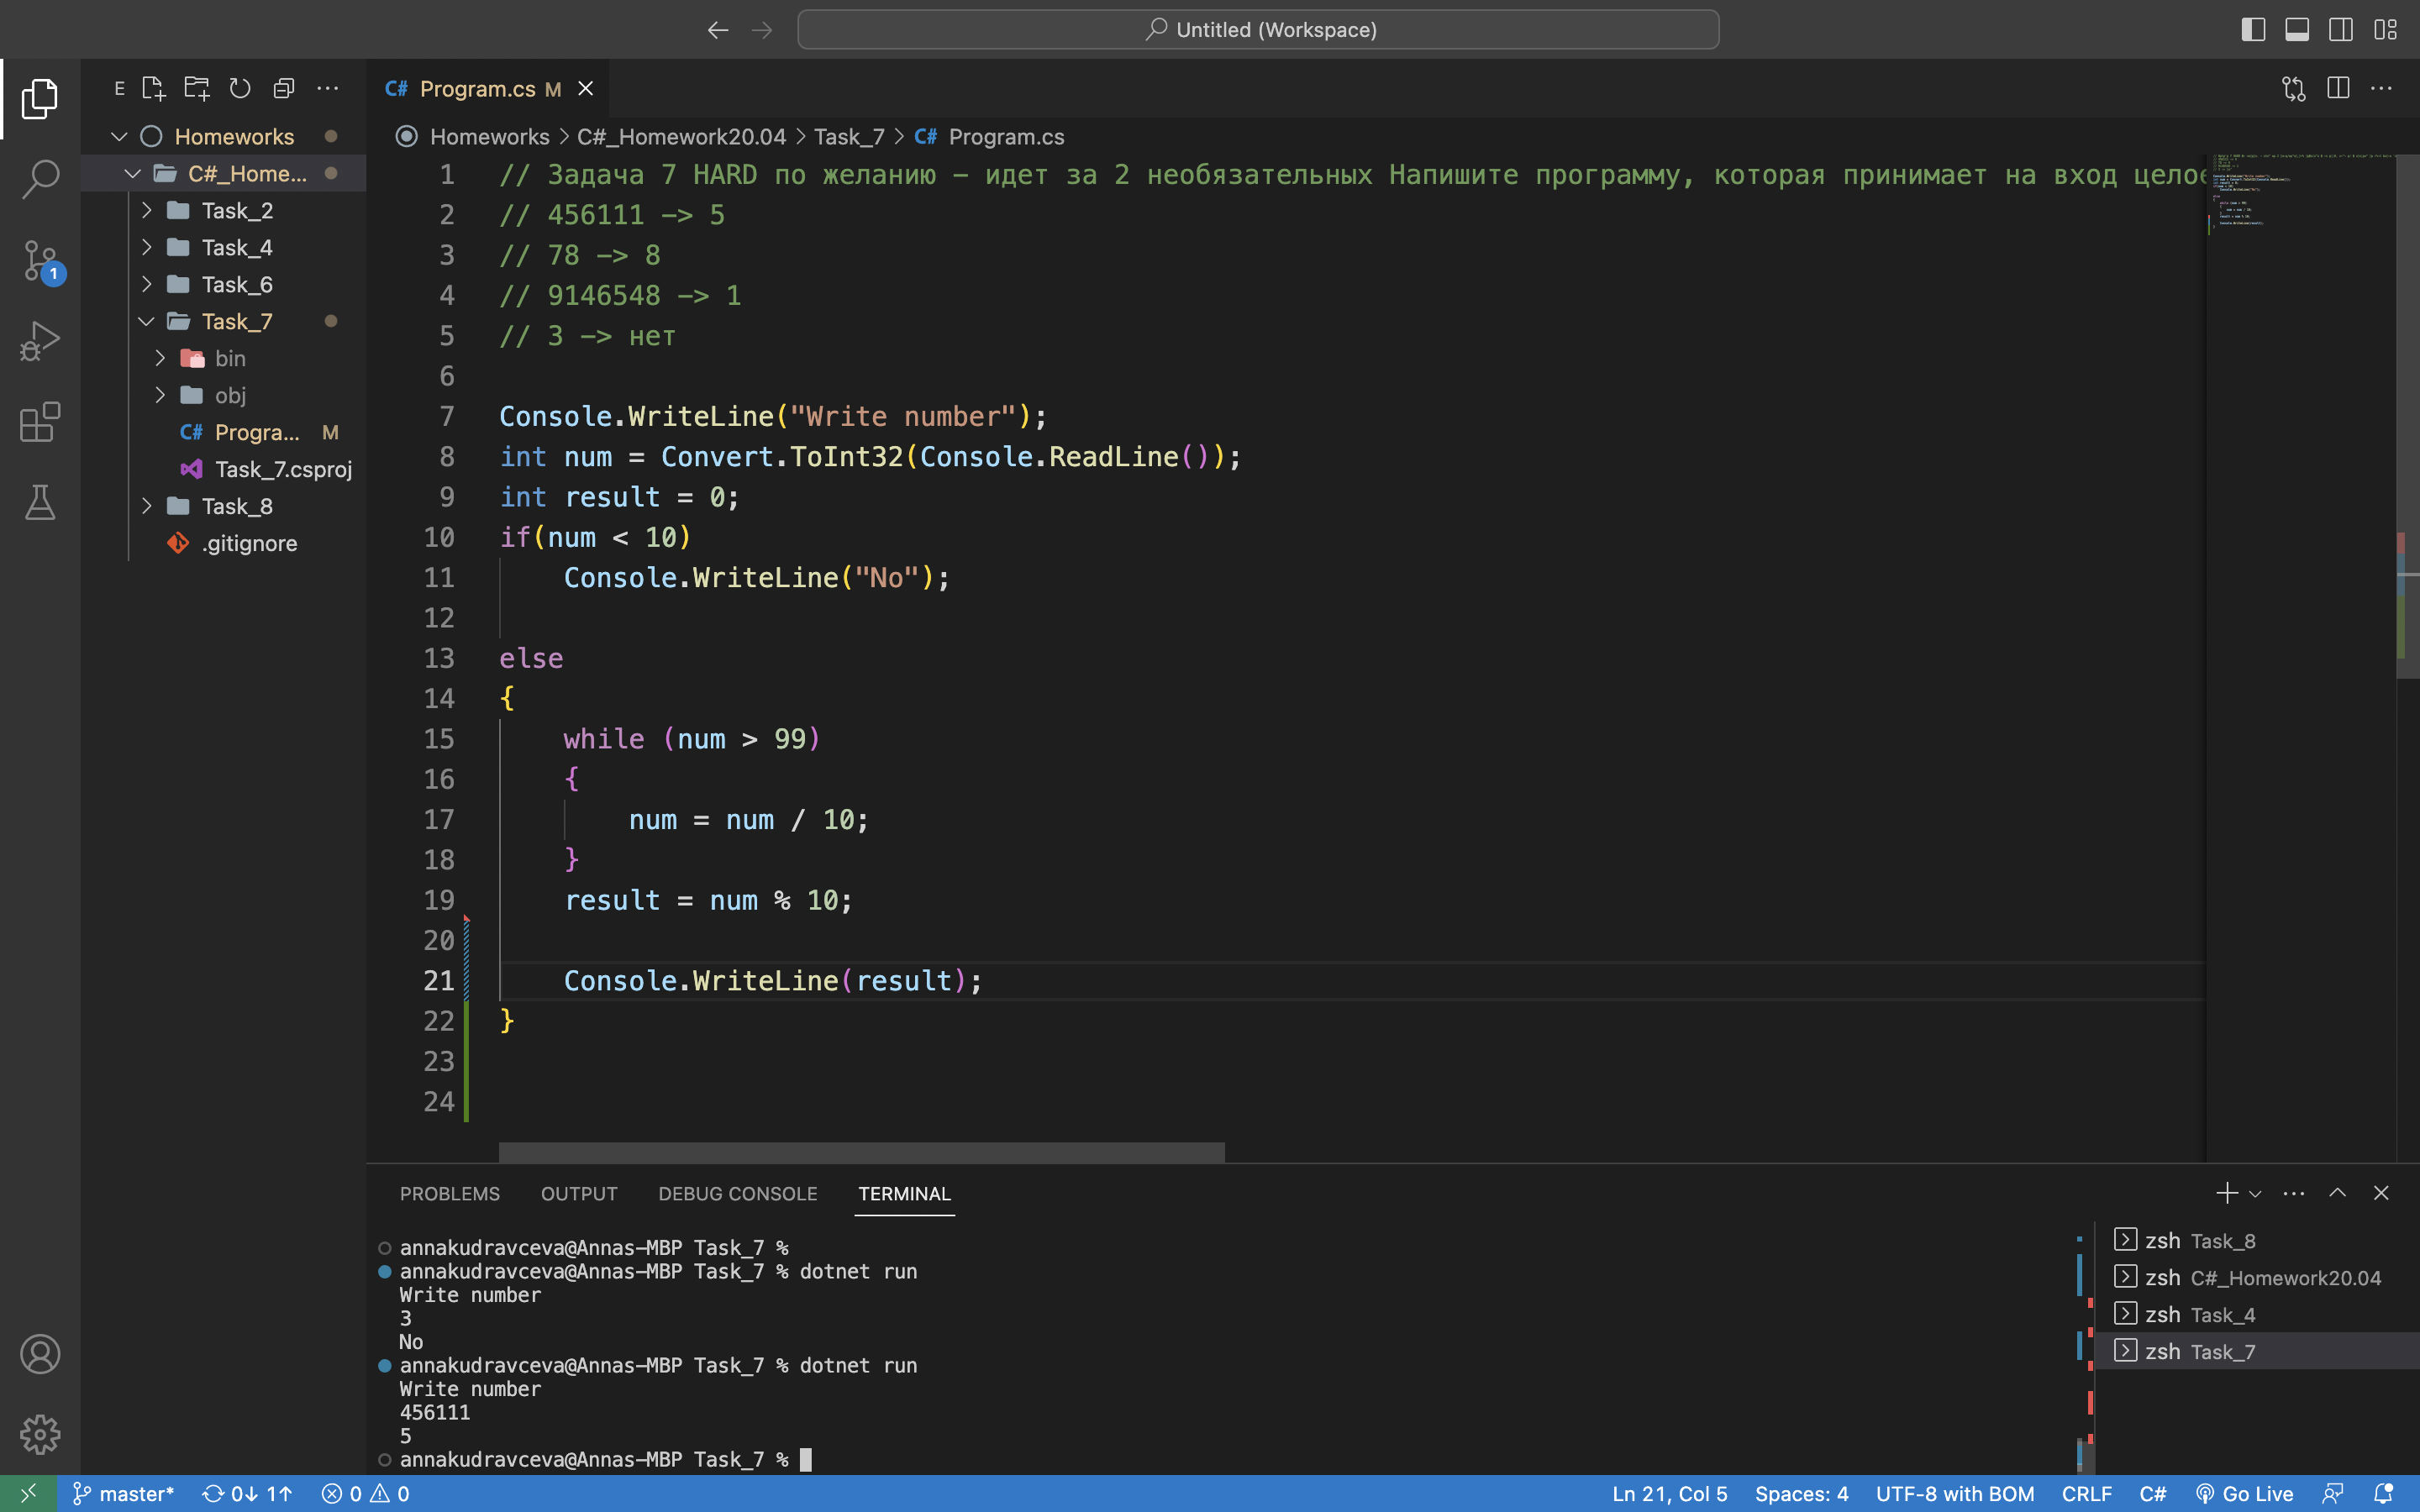 Untitled (Workspace)
E
Homeworks
C#_Home...
Task_2
Task_4
Task_6
Task_7
bin
obj
C# Progra... M
Task_7.csproj
Task_8
.gitignore
1
C# Program.cs M
Homeworks > C#_Homework20.04 > Task_7 > C# Program.cs
1 // Задача 7 HARD по желанию – идет за 2 необязательных Напишите программу, которая принимает на вход целое
2 // 456111 -> 5
3 // 78 -> 8
4 // 9146548 -> 1
5 // 3 -> нет
6
7 Console.WriteLine("Write number");
8 int num = Convert.ToInt32(Console.ReadLine());
9 int result = 0;
10 if(num < 10)
11 Console.WriteLine("No");
12
13 else
14 {
15 while (num > 99)
16 {
17 num = num / 10;
18 }
19 result = num % 10;
20
21 Console.WriteLine(result);
22 }
23
24
PROBLEMS OUTPUT DEBUG CONSOLE TERMINAL
annakudravceva@Annas-MBP Task_7 %
annakudravceva@Annas-MBP Task_7 % dotnet run
Write number
3
No
annakudravceva@Annas-MBP Task_7 % dotnet run
Write number
456111
5
annakudravceva@Annas-MBP Task_7 %
zsh Task_8
zsh C#_Homework20.04
zsh Task_4
zsh Task_7
master* 0↓ 1↑ 0 0 Ln 21, Col 5 Spaces: 4 UTF-8 with BOM CRLF C# Go Live